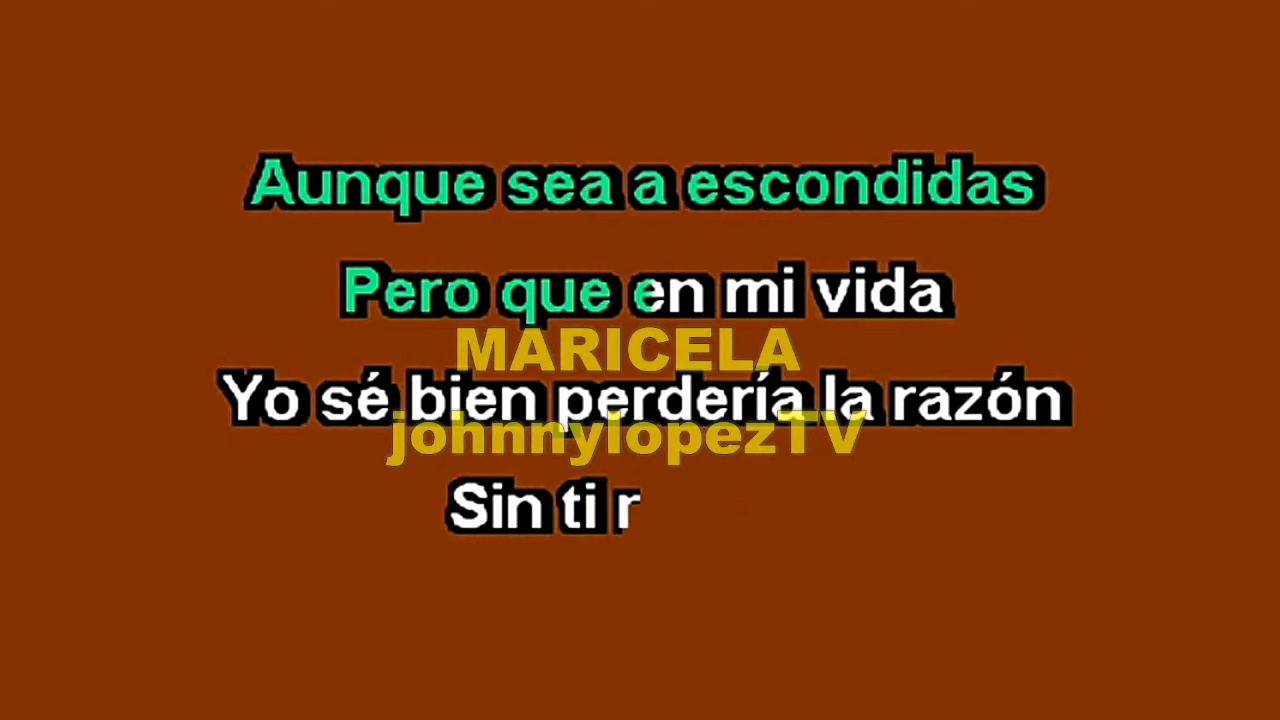 Aunque sea a escondidas
Pero que en mi vida
MARICELA
Yo sé bien perdería la razón
johnnylopezTV
Sin ti